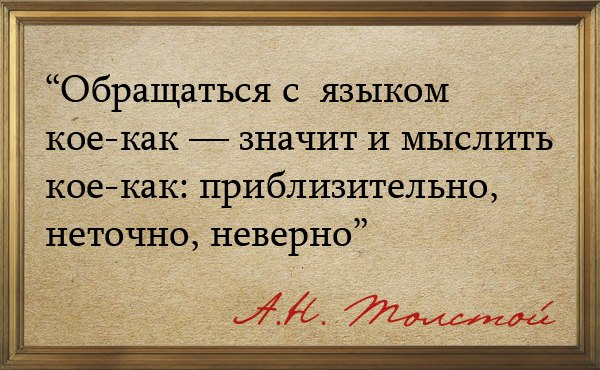 “Обращаться с языком
кое-как — значит и мыслить
кое-как: приблизительно,
неточно, неверно”
А.Н. Толстой